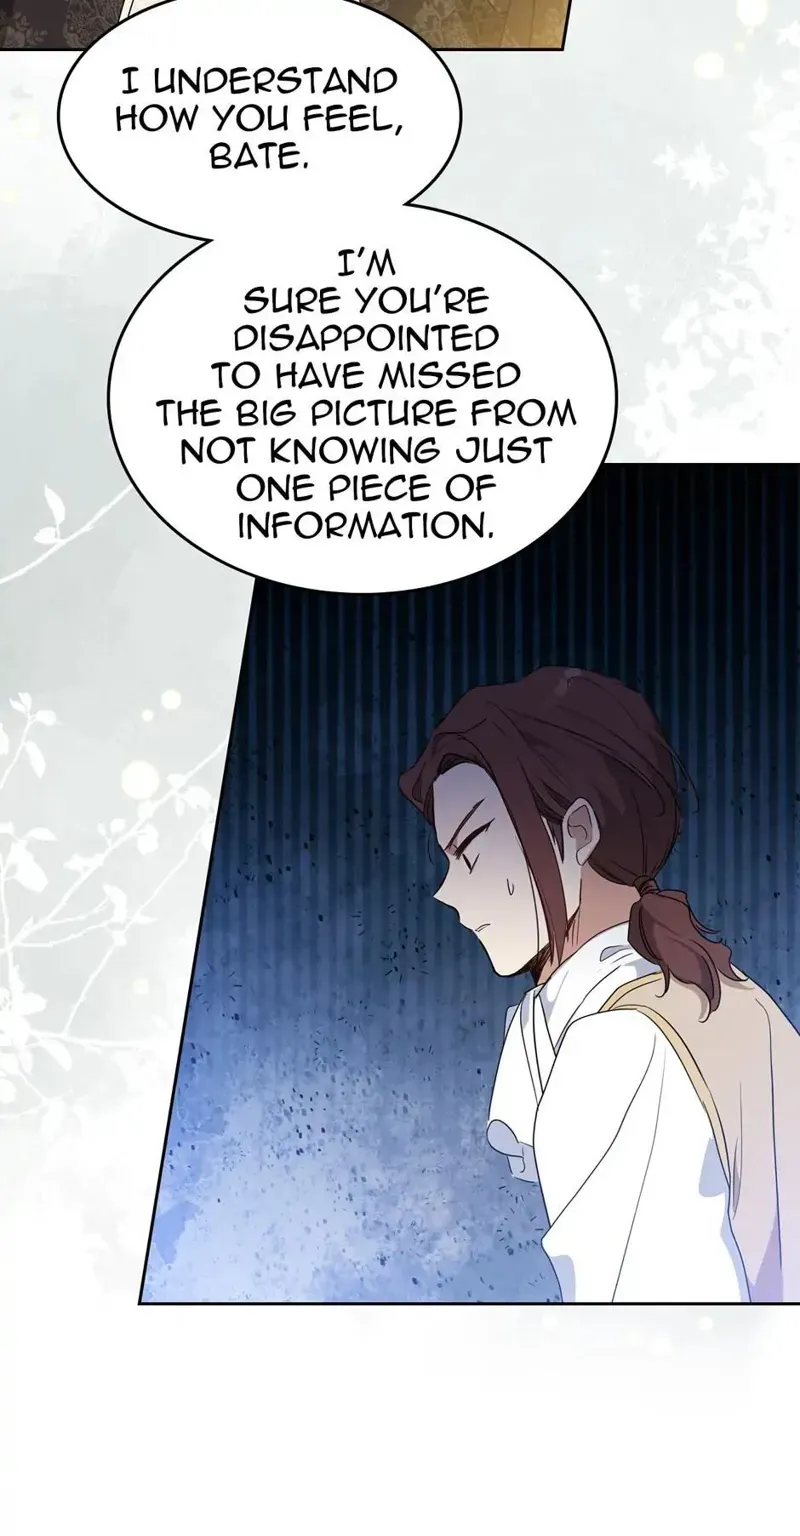 I UNDERSTAND
HOW YOU FEEL,
BATE.
I'M
SURE YOU'RE
DISAPPOINTED
TO HAVE MISSED
THE BIG PICTURE FROM
NOT KNOWING JUST
ONE PIECE OF
INFORMATION.